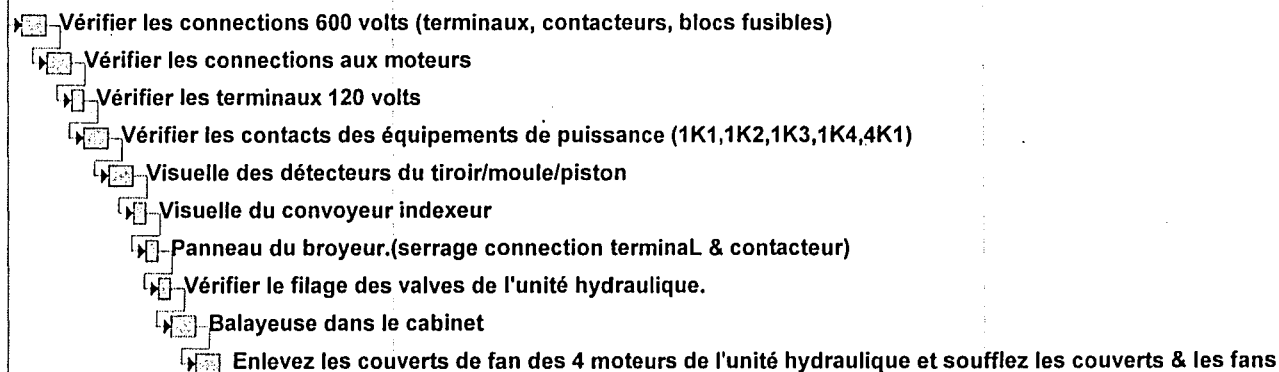 Vérifier les connections 600 volts (terminaux, contacteurs, blocs fusibles)
Vérifier les connections aux moteurs
Vérifier les terminaux 120 volts
Vérifier les contacts des équipements de puissance (1K1,1K2,1K3,1K4,4K1)
Visuelle des détecteurs du tiroir/moule/piston
Visuelle du convoyeur indexeur
Panneau du broyeur.(serrage connection terminaL & contacteur)
Vérifier le filage des valves de l'unité hydraulique.
Balayeuse dans le cabinet
Enlevez les couverts de fan des 4 moteurs de l'unité hydraulique et soufflez les couverts & les fans